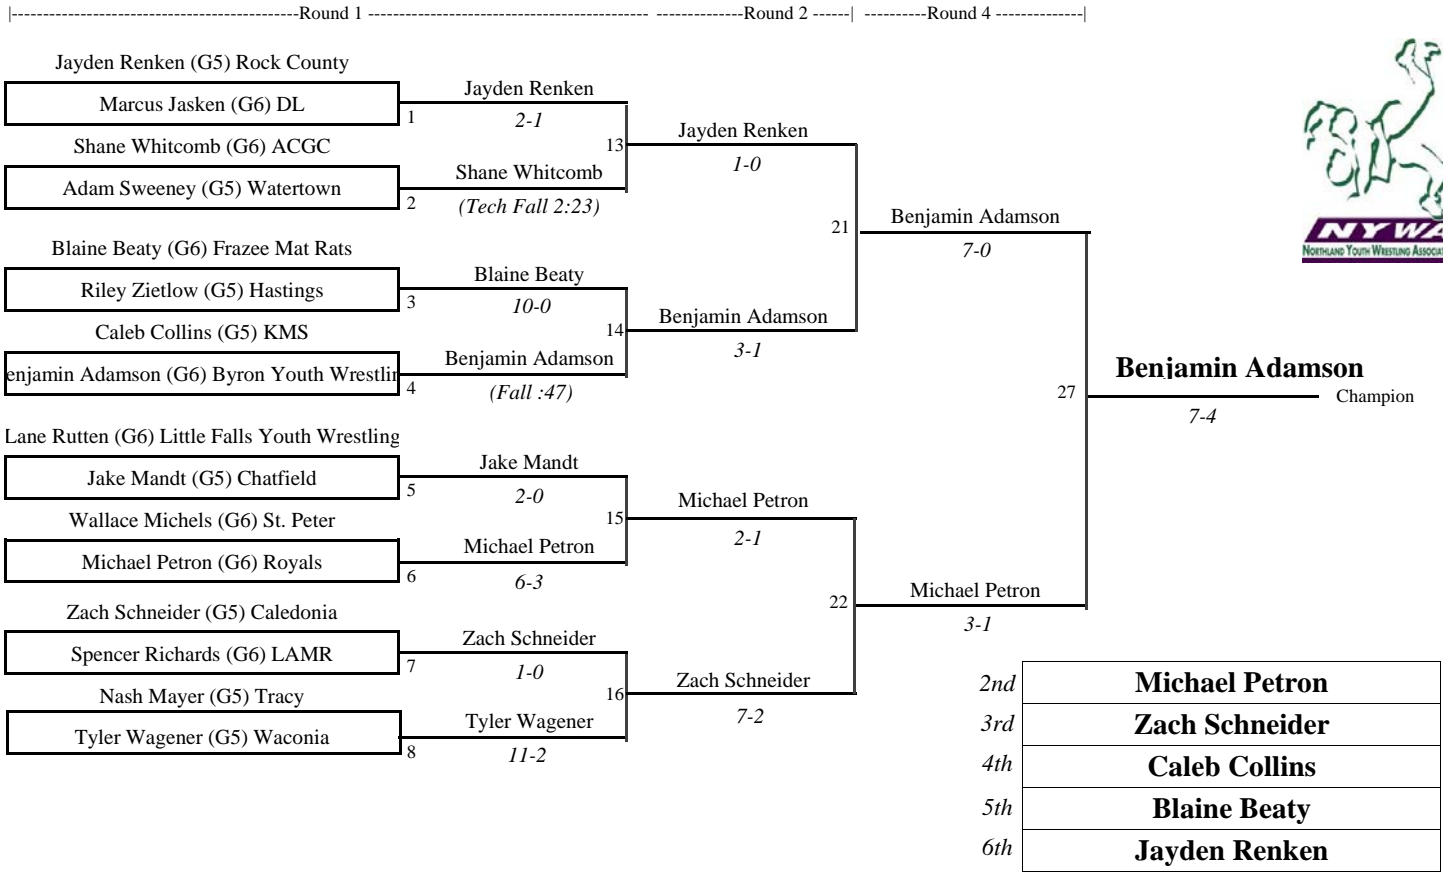 |----------------------------------------------Round 1 --------------------------------------------- --------------Round 2 ------| ----------Round 4 --------------|
Jayden Renken (G5) Rock County
Marcus Jasken (G6) DL
1
Jayden Renken
2-1
Shane Whitcomb (G6) ACGC
Adam Sweeney (G5) Watertown
2
Shane Whitcomb
(Tech Fall 2:23)
13
Jayden Renken
1-0
Blaine Beaty (G6) Frazee Mat Rats
Riley Zietlow (G5) Hastings
3
Blaine Beaty
10-0
Caleb Collins (G5) KMS
enjamin Adamson (G6) Byron Youth Wrestlin
4
Benjamin Adamson
(Fall :47)
14
Benjamin Adamson
3-1
21
Benjamin Adamson
7-0
Lane Rutten (G6) Little Falls Youth Wrestling
Jake Mandt (G5) Chatfield
5
Jake Mandt
2-0
Wallace Michels (G6) St. Peter
Michael Petron (G6) Royals
6
Michael Petron
6-3
15
Michael Petron
2-1
Zach Schneider (G5) Caledonia
Spencer Richards (G6) LAMR
7
Zach Schneider
1-0
Nash Mayer (G5) Tracy
Tyler Wagener (G5) Waconia
8
Tyler Wagener
11-2
16
Zach Schneider
7-2
22
Michael Petron
3-1
27
Benjamin Adamson
Champion
7-4
NYWA
Northland Youth Wrestling Associat
2nd Michael Petron
3rd Zach Schneider
4th Caleb Collins
5th Blaine Beaty
6th Jayden Renken